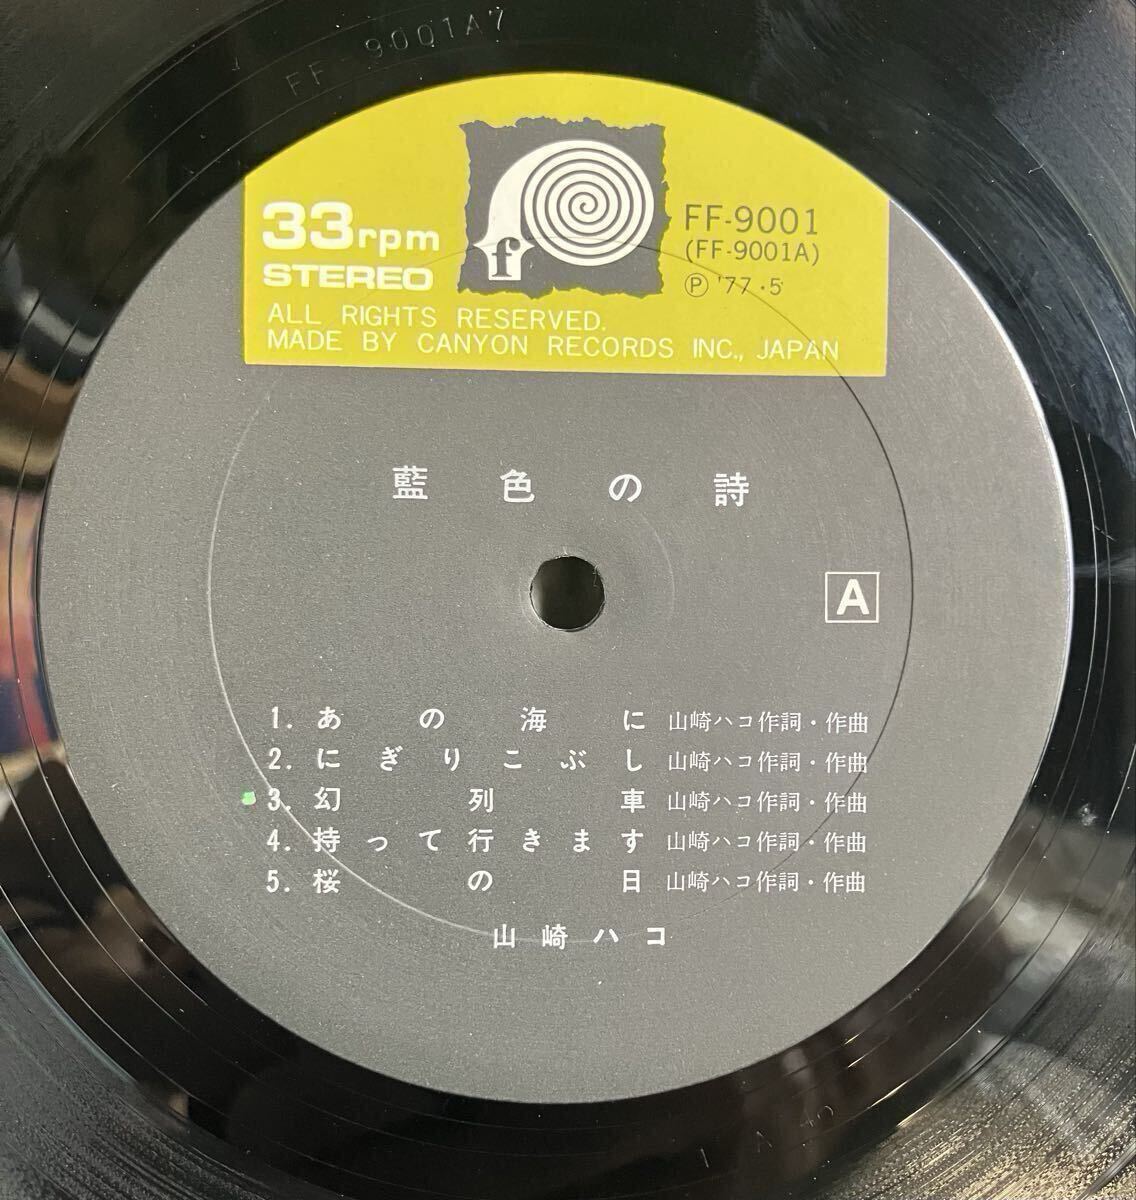 FF-9001A7
33rpm
STEREO
f
FF-9001
(FF-9001A)
Ⓟ '77・5
ALL RIGHTS RESERVED.
MADE BY CANYON RECORDS INC., JAPAN
藍色の詩
A
1. あの海に 山崎ハコ作詞・作曲
2. にぎりこぶし 山崎ハコ作詞・作曲
3. 幻列車 山崎ハコ作詞・作曲
4. 持って行きます 山崎ハコ作詞・作曲
5. 桜の日 山崎ハコ作詞・作曲
山崎ハコ